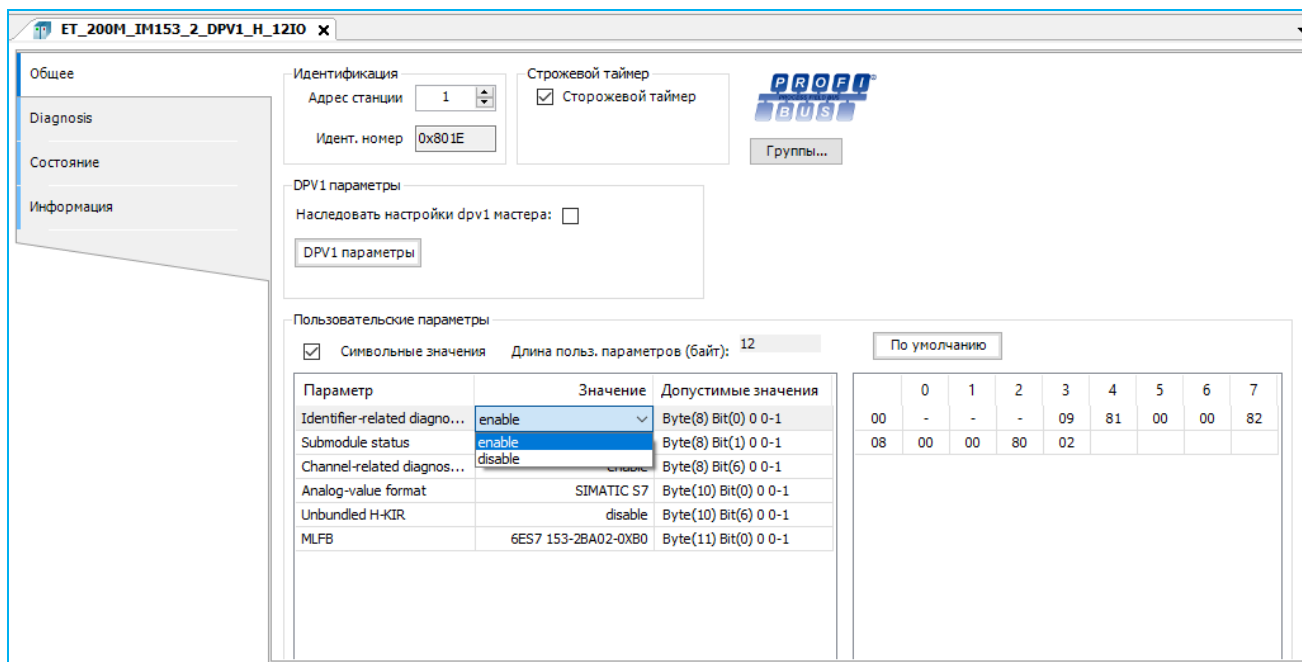 ET_200M_IM153_2_DPV1_H_12IO
Общее
Diagnosis
Состояние
Информация
Идентификация
Адрес станции 1
Идент. номер 0x801E
Строжевой таймер
Сторожевой таймер
PROFI
PROCESS FIELD BUS
BUS
Группы...
DPV1 параметры
Наследовать настройки dpv1 мастера:
DPV1 параметры
Пользовательские параметры
Символьные значения Длина польз. параметров (байт): 12
По умолчанию
Параметр Значение Допустимые значения
Identifier-related diagno... enable Byte(8) Bit(0) 0 0-1
Submodule status enable Byte(8) Bit(1) 0 0-1
disable
Channel-related diagnos... enable Byte(8) Bit(6) 0 0-1
Analog-value format SIMATIC S7 Byte(10) Bit(0) 0 0-1
Unbundled H-KIR disable Byte(10) Bit(6) 0 0-1
MLFB 6ES7 153-2BA02-0XB0 Byte(11) Bit(0) 0 0-1
0 1 2 3 4 5 6 7
00 - - - 09 81 00 00 82
08 00 00 80 02